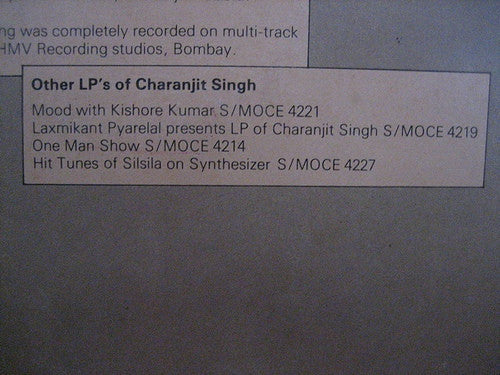 ng was completely recorded on multi-track
HMV Recording studios, Bombay.
Other LP's of Charanjit Singh
Mood with Kishore Kumar S/MOCE 4221
Laxmikant Pyarelal presents LP of Charanjit Singh S/MOCE 4219
One Man Show S/MOCE 4214
Hit Tunes of Silsila on Synthesizer S/MOCE 4227